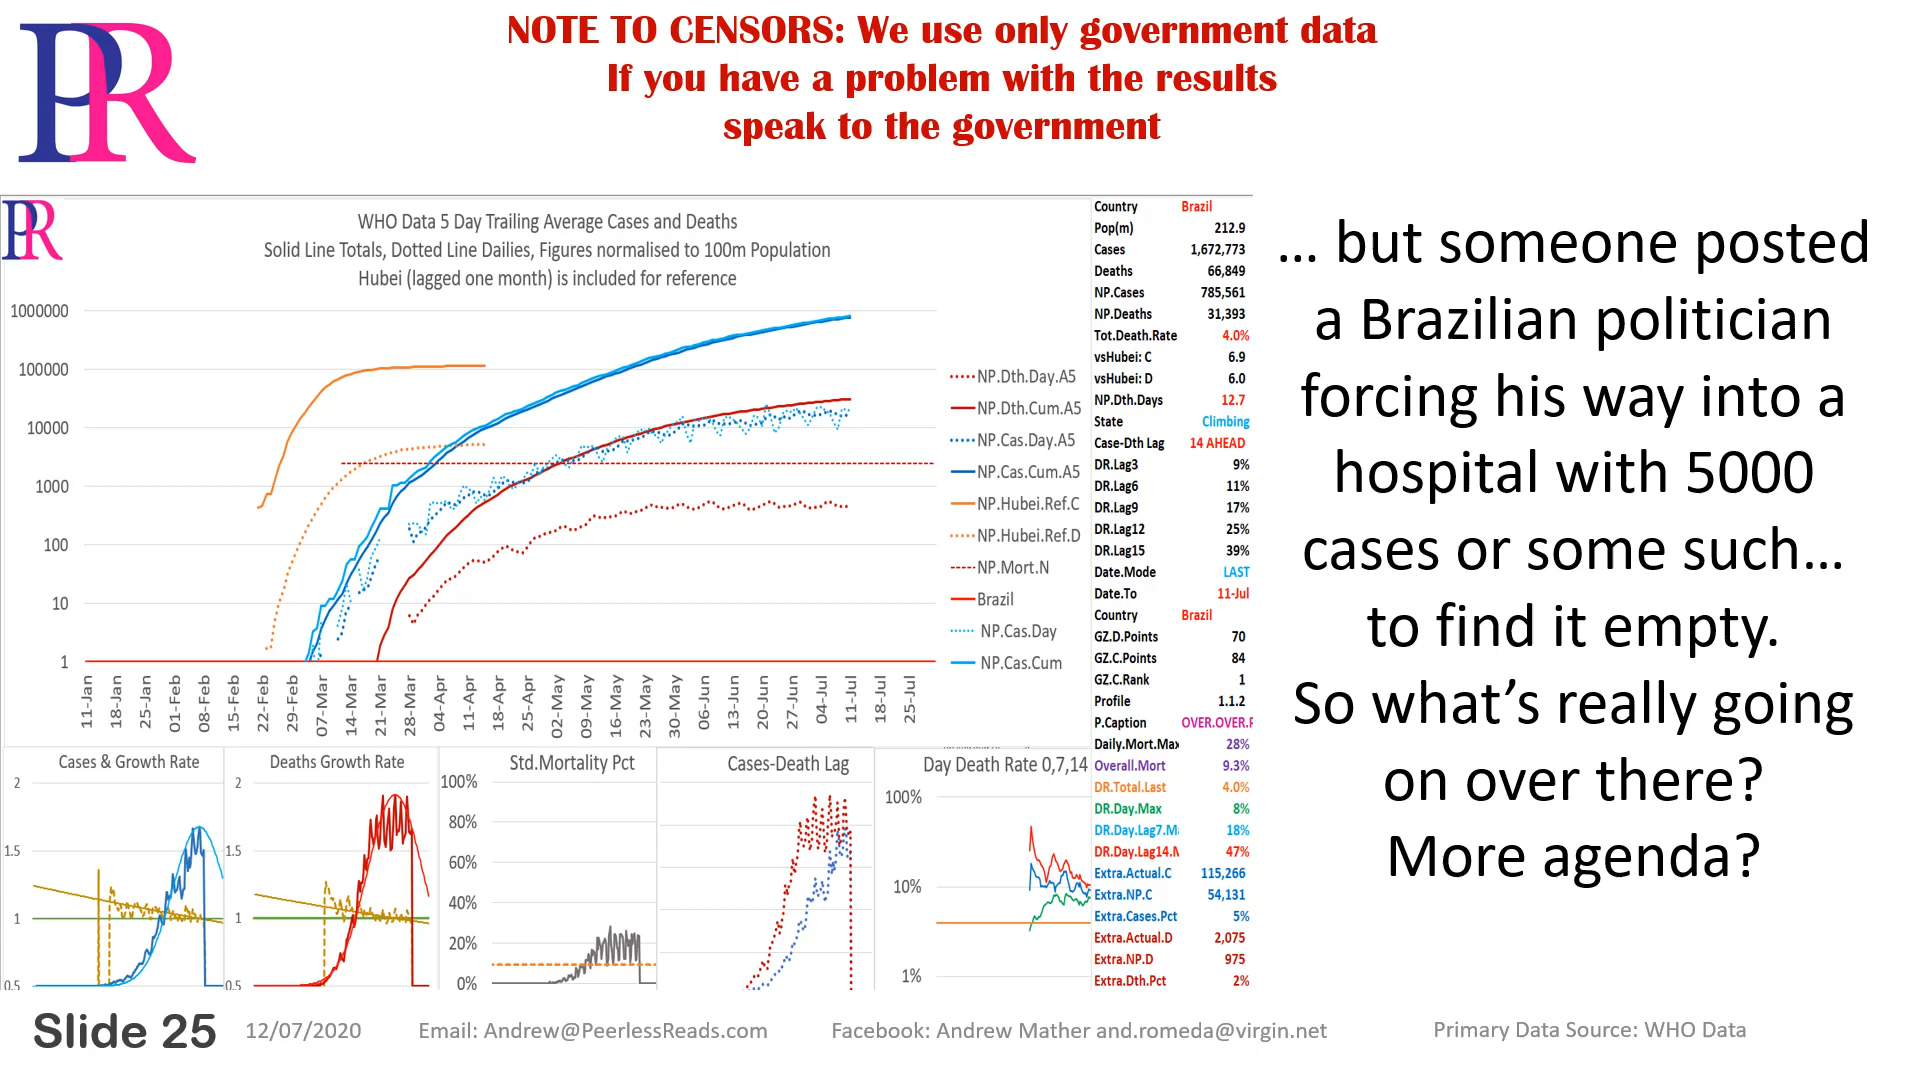 PR
NOTE TO CENSORS: We use only government data
If you have a problem with the results
speak to the government
PR
WHO Data 5 Day Trailing Average Cases and Deaths
Solid Line Totals, Dotted Line Dailies, Figures normalised to 100m Population
Hubei (lagged one month) is included for reference
1000000
100000
10000
1000
100
10
1
11-Jan
18-Jan
25-Jan
01-Feb
08-Feb
15-Feb
22-Feb
29-Feb
07-Mar
14-Mar
21-Mar
28-Mar
04-Apr
11-Apr
18-Apr
25-Apr
02-May
09-May
16-May
23-May
30-May
06-Jun
13-Jun
20-Jun
27-Jun
04-Jul
11-Jul
18-Jul
25-Jul
NP.Dth.Day.A5
NP.Dth.Cum.A5
NP.Cas.Day.A5
NP.Cas.Cum.A5
NP.Hubei.Ref.C
NP.Hubei.Ref.D
NP.Mort.N
Brazil
NP.Cas.Day
NP.Cas.Cum
Country Brazil
Pop(m) 212.9
Cases 1,672,773
Deaths 66,849
NP.Cases 785,561
NP.Deaths 31,393
Tot.Death.Rate 4.0%
vsHubei: C 6.9
vsHubei: D 6.0
NP.Dth.Days 12.7
State Climbing
Case-Dth Lag 14 AHEAD
DR.Lag3 9%
DR.Lag6 11%
DR.Lag9 17%
DR.Lag12 25%
DR.Lag15 39%
Date.Mode LAST
Date.To 11-Jul
Country Brazil
GZ.D.Points 70
GZ.C.Points 84
GZ.C.Rank 1
Profile 1.1.2
P.Caption OVER.OVER.F
Daily.Mort.Max 28%
Overall.Mort 9.3%
DR.Total.Last 4.0%
DR.Day.Max 8%
DR.Day.Lag7.M 18%
DR.Day.Lag14.M 47%
Extra.Actual.C 115,266
Extra.NP.C 54,131
Extra.Cases.Pct 5%
Extra.Actual.D 2,075
Extra.NP.D 975
Extra.Dth.Pct 2%
Cases & Growth Rate
2
1.5
1
0.5
Deaths Growth Rate
2
1.5
1
0.5
Std.Mortality Pct
100%
80%
60%
40%
20%
0%
Cases-Death Lag
Day Death Rate 0,7,14
100%
10%
1%
... but someone posted
a Brazilian politician
forcing his way into a
hospital with 5000
cases or some such...
to find it empty.
So what's really going
on over there?
More agenda?
Slide 25
12/07/2020
Email: Andrew@PeerlessReads.com
Facebook: Andrew Mather and.romeda@virgin.net
Primary Data Source: WHO Data